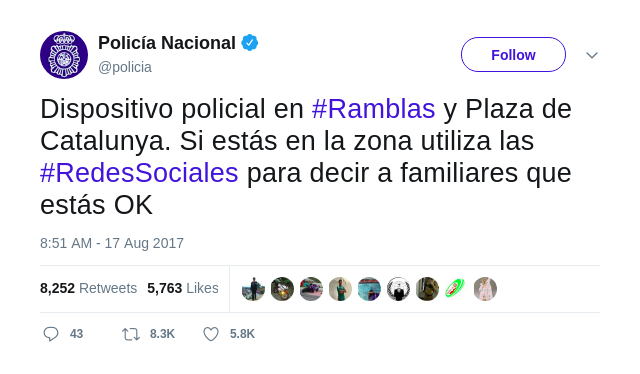 Policía Nacional
@policia
Follow
Dispositivo policial en #Ramblas y Plaza de
Catalunya. Si estás en la zona utiliza las
#RedesSociales para decir a familiares que
estás OK
8:51 AM - 17 Aug 2017
8,252 Retweets 5,763 Likes
43 8.3K 5.8K